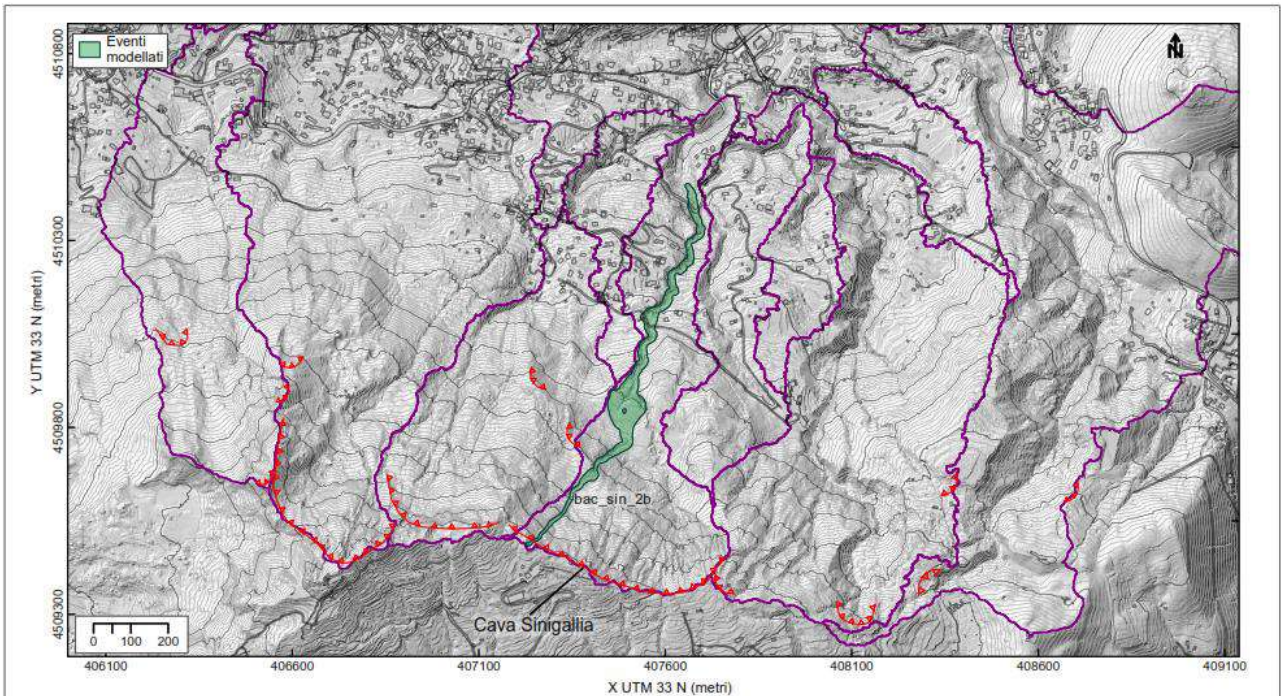 Eventi
modellati
N
4510800
4510300
4509800
4509300
Y UTM 33 N (metri)
bac_sin_2b
Cava Sinigallia
0 100 200
406100 406600 407100 407600 408100 408600 409100
X UTM 33 N (metri)